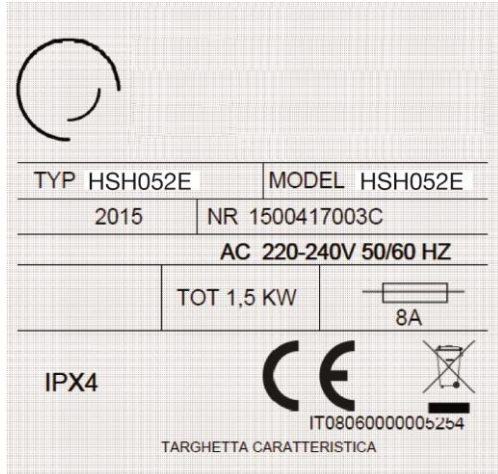 TYP HSH052E MODEL HSH052E
2015 NR 1500417003C
AC 220-240V 50/60 HZ
TOT 1,5 KW
8A
IPX4 CE
IT08060000005254
TARGHETTA CARATTERISTICA